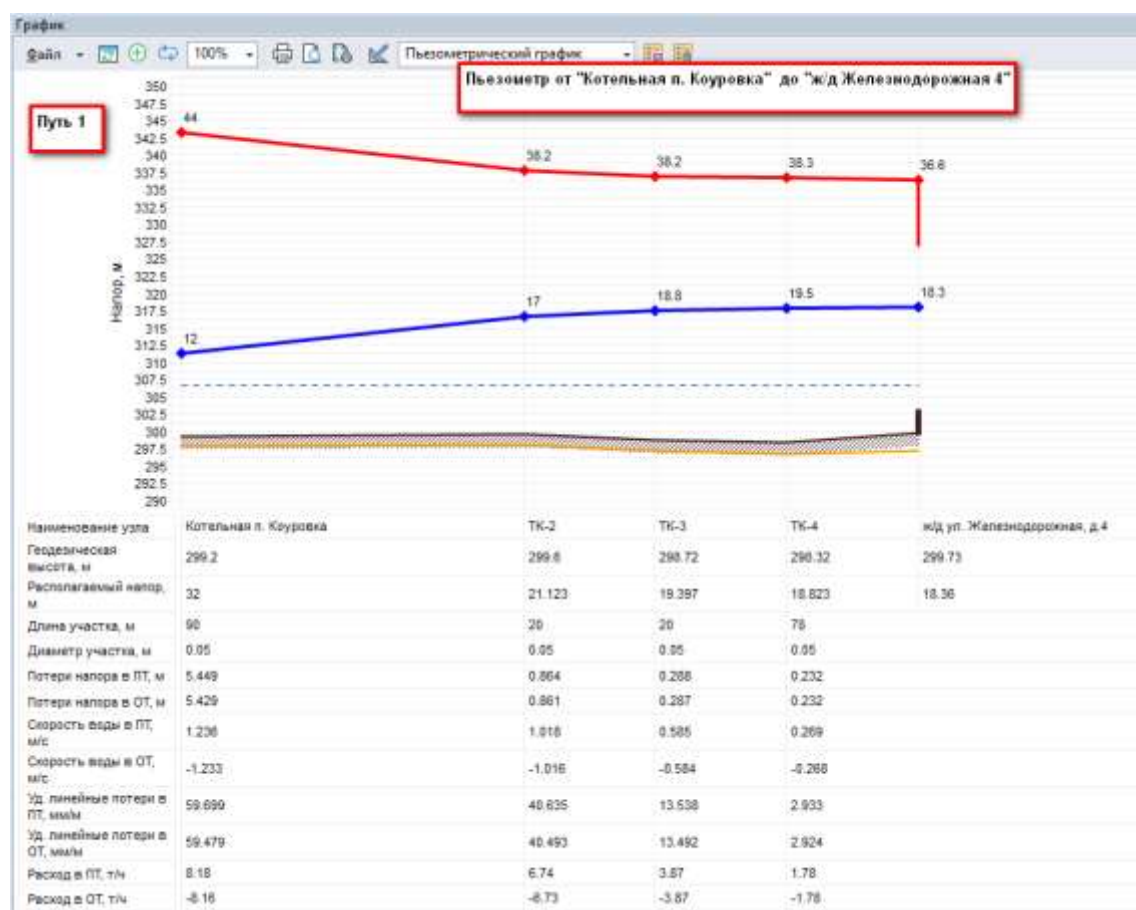 График
Файл 100% Пьезометрический график
Пьезометр от "Котельная п. Коуровка" до "ж/д Железнодорожная 4"
Путь 1
Напор, м
350
347.5
345
342.5
340
337.5
335
332.5
330
327.5
325
322.5
320
317.5
315
312.5
310
307.5
305
302.5
300
297.5
295
292.5
290
44 38.2 38.2 38.3 36.6
12 17 18.8 19.5 18.3
Наименование узла Котельная п. Коуровка ТК-2 ТК-3 ТК-4 ж/д ул. Железнодорожная, д.4
Геодезическая
высота, м 299.2 299.6 298.72 298.32 299.73
Располагаемый напор,
м 32 21.123 19.397 18.823 18.36
Длина участка, м 90 20 20 78
Диаметр участка, м 0.05 0.05 0.05 0.05
Потери напора в ПТ, м 5.449 0.864 0.288 0.232
Потери напора в ОТ, м 5.429 0.861 0.287 0.232
Скорость воды в ПТ,
м/с 1.236 1.018 0.585 0.269
Скорость воды в ОТ,
м/с -1.233 -1.016 -0.584 -0.268
Уд. линейные потери в
ПТ, мм/м 59.699 40.635 13.538 2.933
Уд. линейные потери в
ОТ, мм/м 59.479 40.493 13.492 2.924
Расход в ПТ, т/ч 8.18 6.74 3.87 1.78
Расход в ОТ, т/ч -8.16 -6.73 -3.87 -1.78